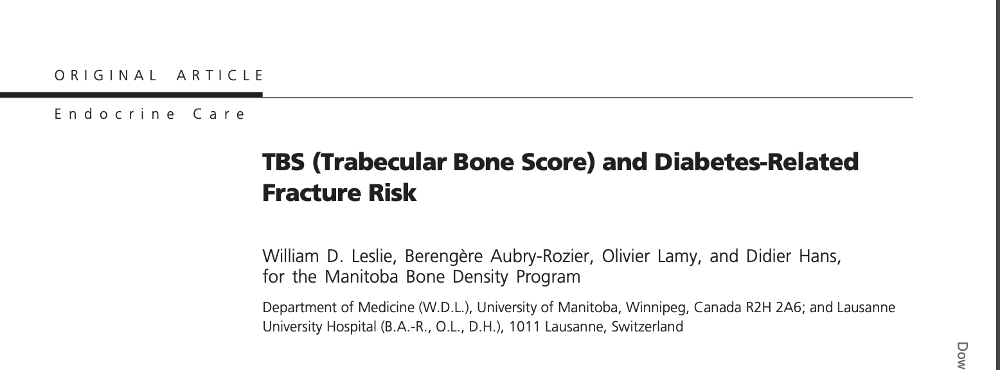 ORIGINAL ARTICLE
Endocrine Care
TBS (Trabecular Bone Score) and Diabetes-Related
Fracture Risk
William D. Leslie, Berengère Aubry-Rozier, Olivier Lamy, and Didier Hans,
for the Manitoba Bone Density Program
Department of Medicine (W.D.L.), University of Manitoba, Winnipeg, Canada R2H 2A6; and Lausanne
University Hospital (B.A.-R., O.L., D.H.), 1011 Lausanne, Switzerland
Dow